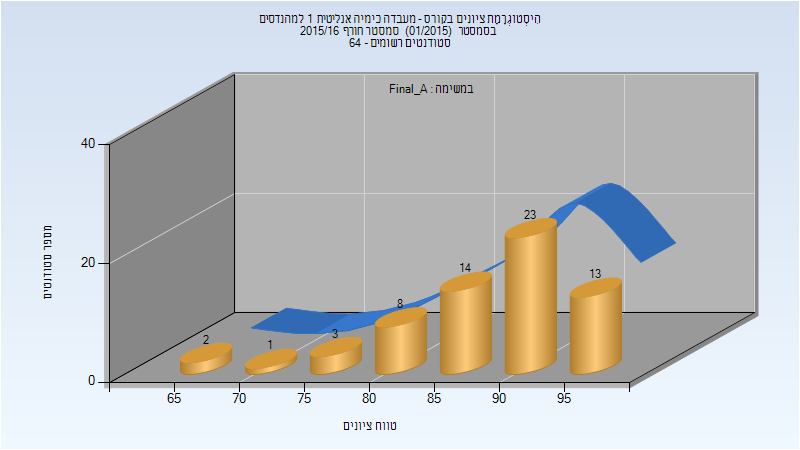 הִיסְטוֹגְרָמַת ציונים בקורס - מעבדה כימיה אנליטית 1 למהנדסים
בסמסטר (01/2015) סמסטר חורף 2015/16
סטודנטים רשומים - 64
במשימה : Final_A
מספר סטודנטים
40
20
0
2
1
3
8
14
23
13
65
70
75
80
85
90
95
טווח ציונים